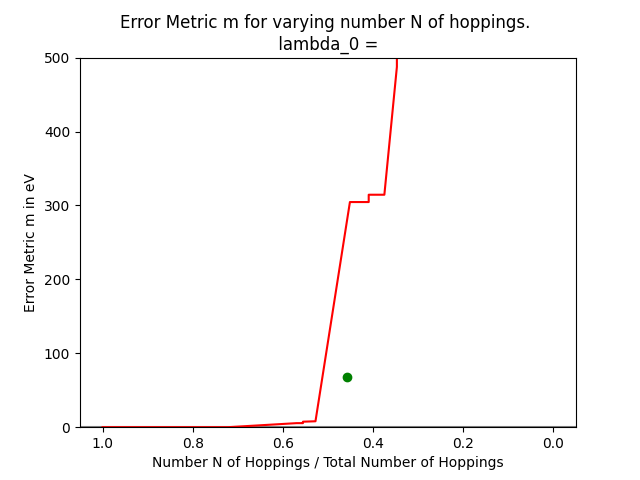 Error Metric m for varying number N of hoppings.
lambda_0 =
500
400
300
200
100
0
Error Metric m in eV
1.0 0.8 0.6 0.4 0.2 0.0
Number N of Hoppings / Total Number of Hoppings